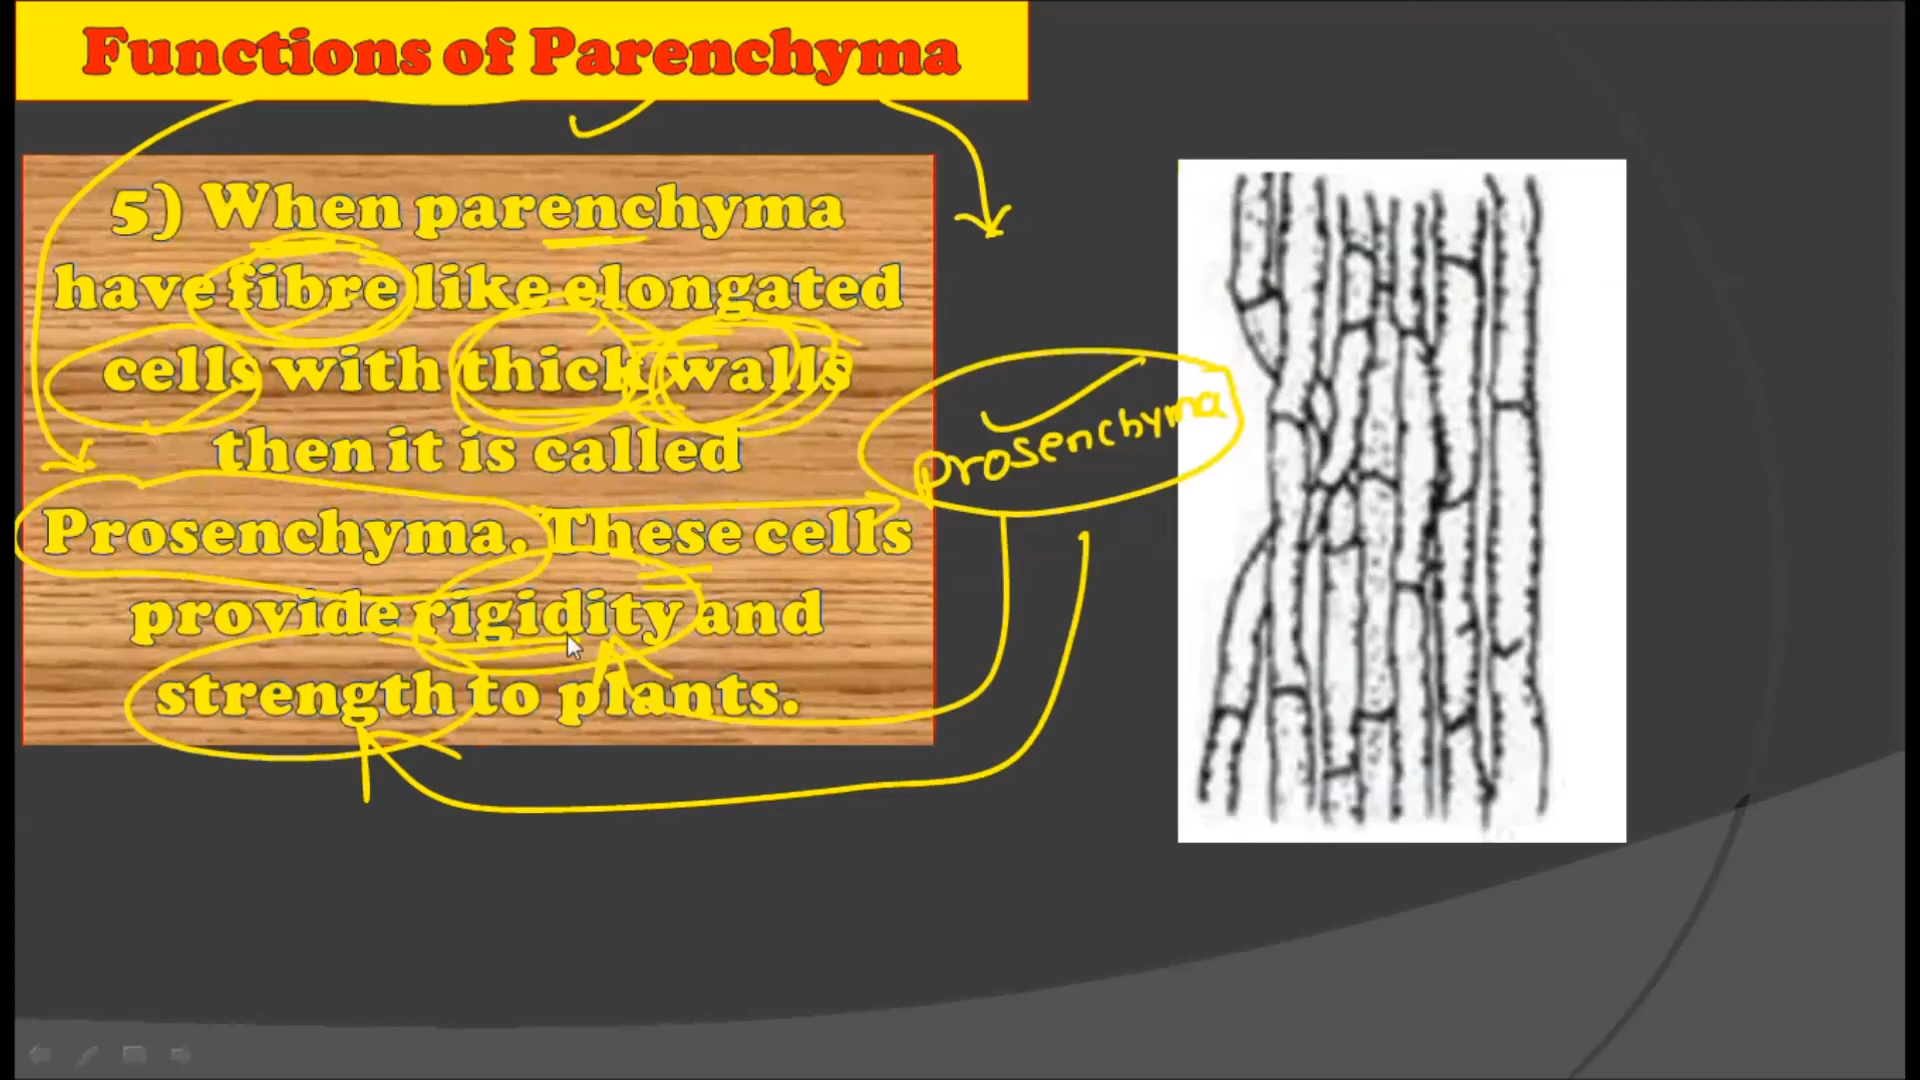 Functions of Parenchyma
5) When parenchyma
have fibre like elongated
cells with thick walls
then it is called
Prosenchyma. These cells
provide rigidity and
strength to plants.
prosenchyma